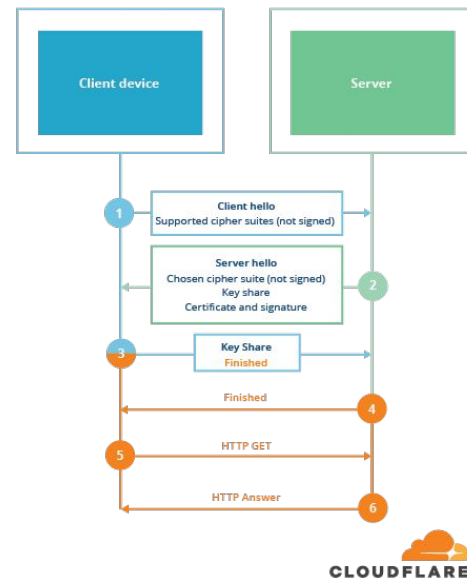 Client device
Server
1
Client hello
Supported cipher suites (not signed)
Server hello
Chosen cipher suite (not signed)
Key share
Certificate and signature
2
3
Key Share
Finished
Finished
4
5
HTTP GET
HTTP Answer
6
CLOUDFLARE